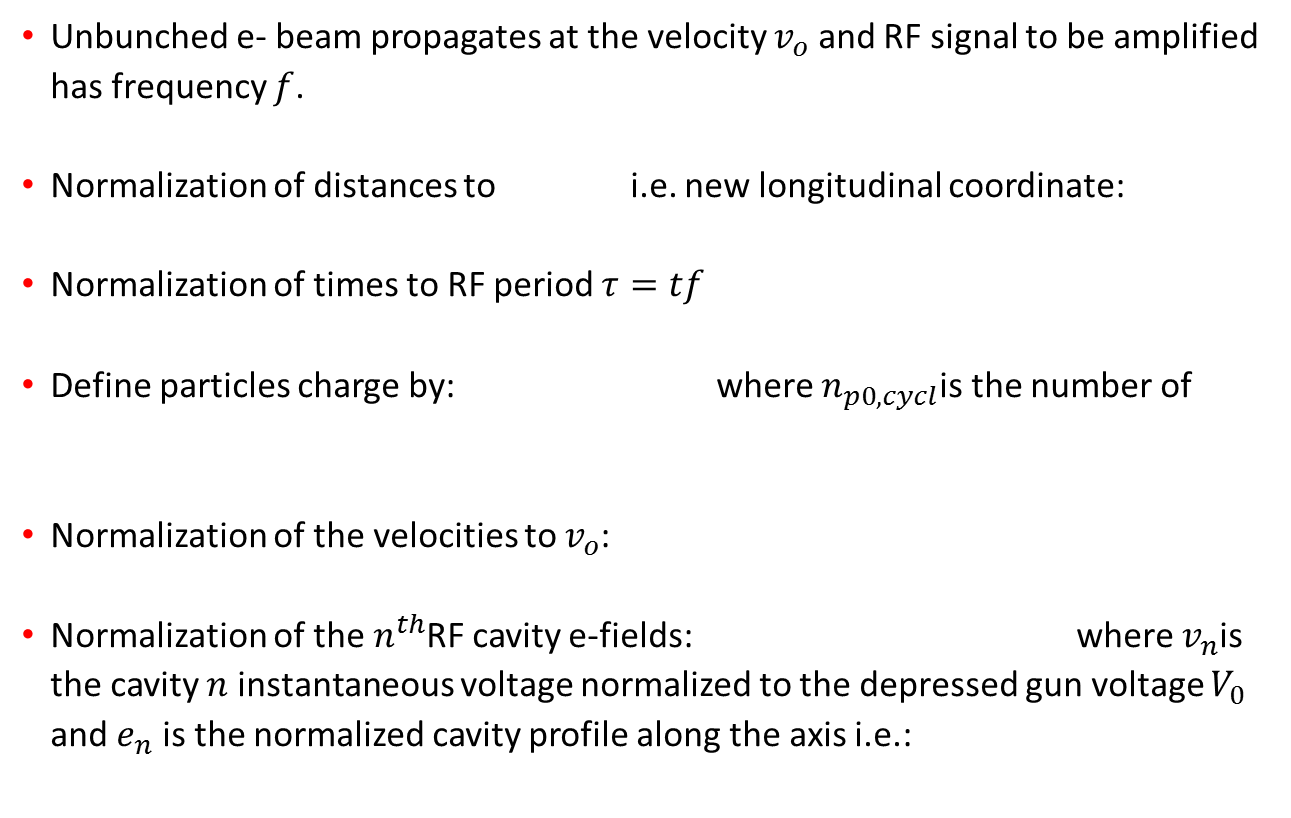 • Unbunched e- beam propagates at the velocity 𝑣ₒ and RF signal to be amplified
has frequency 𝑓.
• Normalization of distances to i.e. new longitudinal coordinate:
• Normalization of times to RF period 𝜏 = 𝑡𝑓
• Define particles charge by: where 𝑛_{𝑝0,𝑐𝑦𝑐𝑙} is the number of
• Normalization of the velocities to 𝑣ₒ:
• Normalization of the 𝑛^{𝑡ℎ} RF cavity e-fields: where 𝑣ₙ is
the cavity 𝑛 instantaneous voltage normalized to the depressed gun voltage 𝑉₀
and 𝑒ₙ is the normalized cavity profile along the axis i.e.: